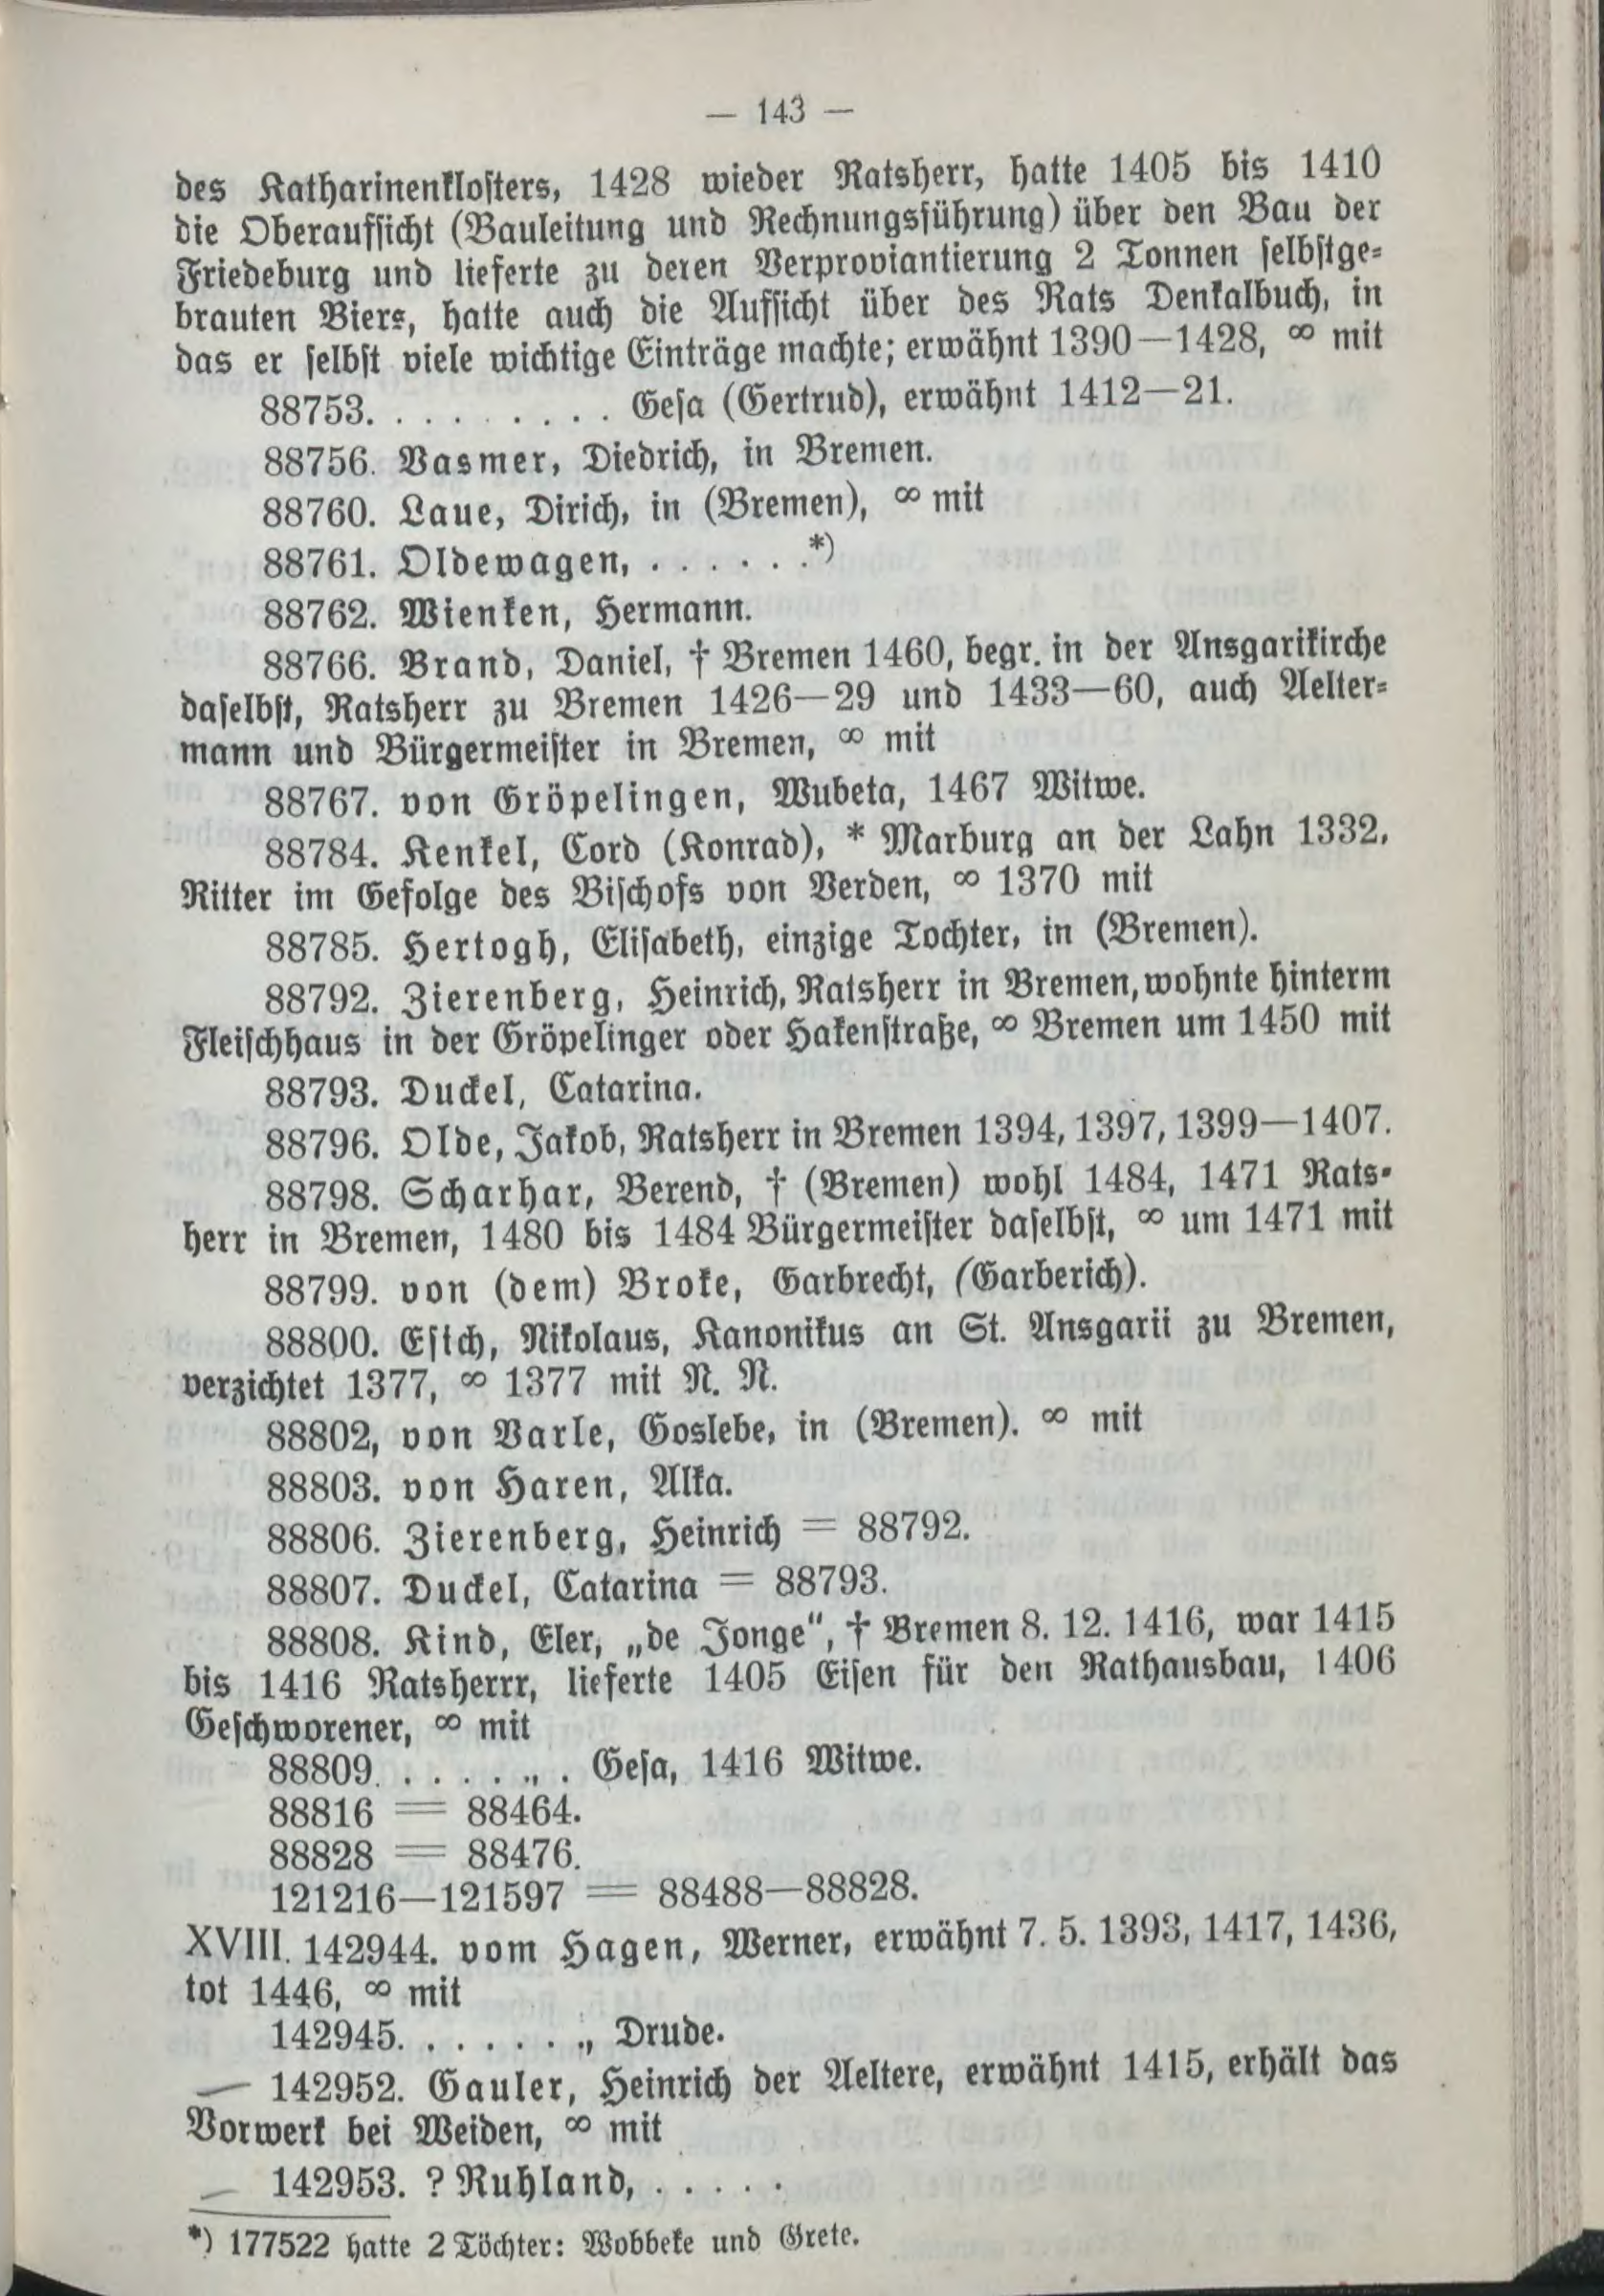 — 143 —
des Katharinenklosters, 1428 wieder Ratsherr, hatte 1405 bis 1410
die Oberaufsicht (Bauleitung und Rechnungsführung) über den Bau der
Friedeburg und lieferte zu deren Verproviantierung 2 Tonnen selbstge-
brauten Biers, hatte auch die Aufsicht über des Rats Denkalbuch, in
das er selbst viele wichtige Einträge machte; erwähnt 1390—1428, ∞ mit
88753. . . . . . . . . . Gesa (Gertrud), erwähnt 1412—21.
88756. Vasmer, Diedrich, in Bremen.
88760. Laue, Dirich, in (Bremen), ∞ mit
88761. Oldewagen, . . . . . .*)
88762. Wienken, Hermann.
88766. Brand, Daniel, † Bremen 1460, begr. in der Ansgarikirche
daselbst, Ratsherr zu Bremen 1426—29 und 1433—60, auch Aelter-
mann und Bürgermeister in Bremen, ∞ mit
88767. von Gröpelingen, Wubeta, 1467 Witwe.
88784. Kenkel, Cord (Konrad), * Marburg an der Lahn 1332,
Ritter im Gefolge des Bischofs von Verden, ∞ 1370 mit
88785. Hertogh, Elisabeth, einzige Tochter, in (Bremen).
88792. Zierenberg, Heinrich, Ratsherr in Bremen, wohnte hinterm
Fleischhaus in der Gröpelinger oder Hakenstraße, ∞ Bremen um 1450 mit
88793. Duckel, Catarina.
88796. Olde, Jakob, Ratsherr in Bremen 1394, 1397, 1399—1407.
88798. Scharhar, Berend, † (Bremen) wohl 1484, 1471 Rats-
herr in Bremen, 1480 bis 1484 Bürgermeister daselbst, ∞ um 1471 mit
88799. von (dem) Broke, Garbrecht, (Garberich).
88800. Esich, Nikolaus, Kanonikus an St. Ansgarii zu Bremen,
verzichtet 1377, ∞ 1377 mit N. N.
88802, von Varle, Goslebe, in (Bremen). ∞ mit
88803. von Haren, Alka.
88806. Zierenberg, Heinrich = 88792.
88807. Duckel, Catarina = 88793.
88808. Kind, Eler, „de Jonge“, † Bremen 8. 12. 1416, war 1415
bis 1416 Ratsherrr, lieferte 1405 Eisen für den Rathausbau, 1406
Geschworener, ∞ mit
88809. . . . . . „ . Gesa, 1416 Witwe.
88816 = 88464.
88828 = 88476.
121216—121597 = 88488—88828.
XVIII. 142944. vom Hagen, Werner, erwähnt 7. 5. 1393, 1417, 1436,
tot 1446, ∞ mit
142945. . . . . . . „ Drude.
142952. Gauler, Heinrich der Aeltere, erwähnt 1415, erhält das
Vorwerk bei Weiden, ∞ mit
142953. ? Ruhland, . . . . .
*) 177522 hatte 2 Töchter: Wobbeke und Grete.